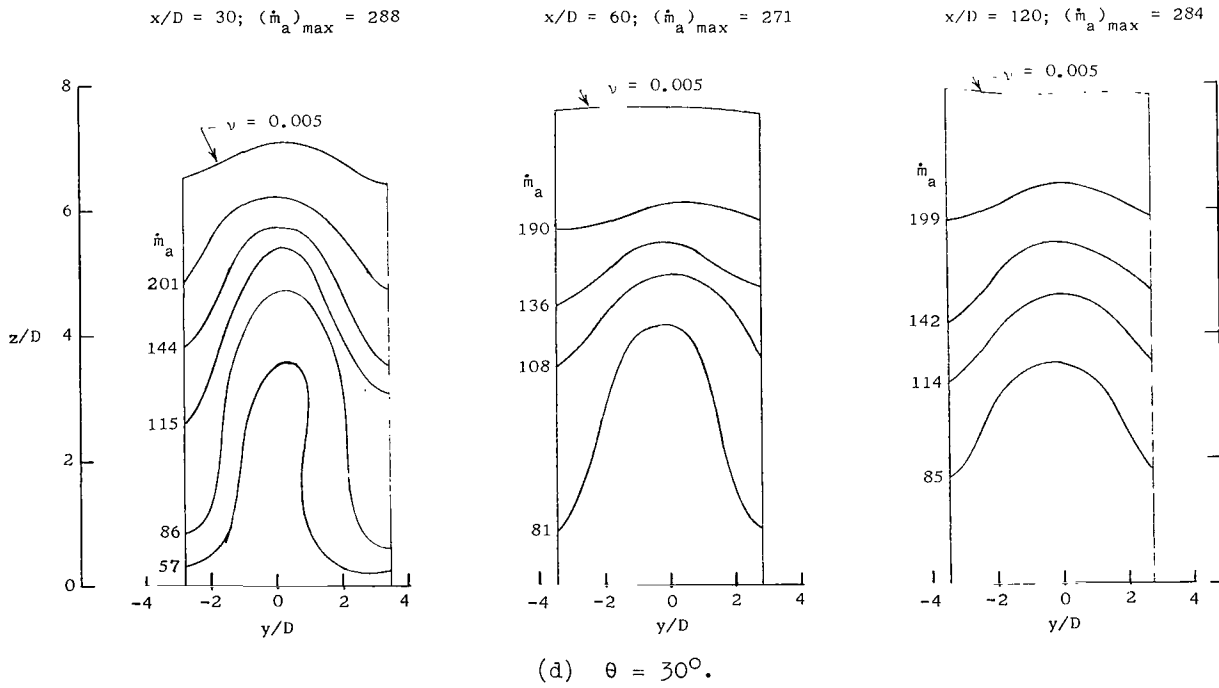 x/D = 30; (ṁa)max = 288
x/D = 60; (ṁa)max = 271
x/D = 120; (ṁa)max = 284
8
6
4
2
0
z/D
ν = 0.005
ṁa
201
144
115
86
57
-4 -2 0 2 4
y/D
ν = 0.005
ṁa
190
136
108
81
-4 -2 0 2 4
y/D
ν = 0.005
ṁa
199
142
114
85
-4 -2 0 2 4
y/D
(d) θ = 30°.